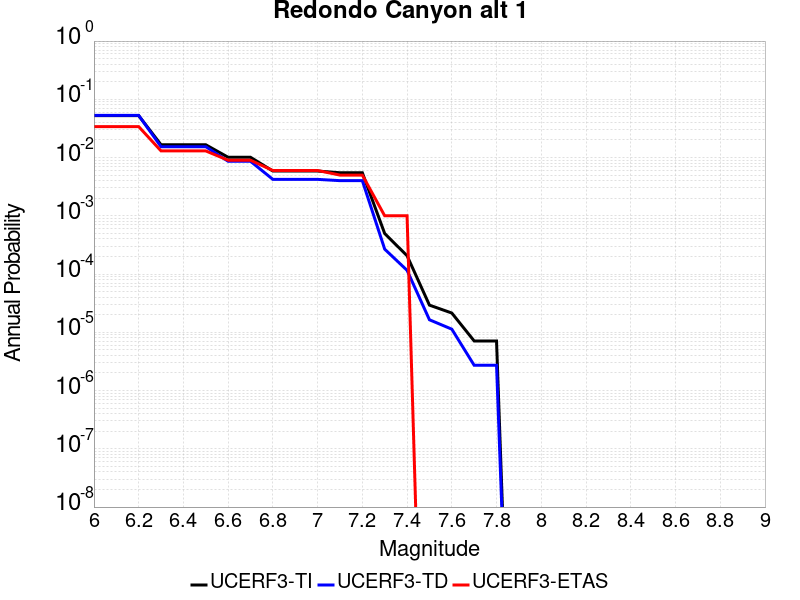 Redondo Canyon alt 1
10^0
10^-1
10^-2
10^-3
10^-4
10^-5
10^-6
10^-7
10^-8
Annual Probability
6 6.2 6.4 6.6 6.8 7 7.2 7.4 7.6 7.8 8 8.2 8.4 8.6 8.8 9
Magnitude
UCERF3-TI UCERF3-TD UCERF3-ETAS